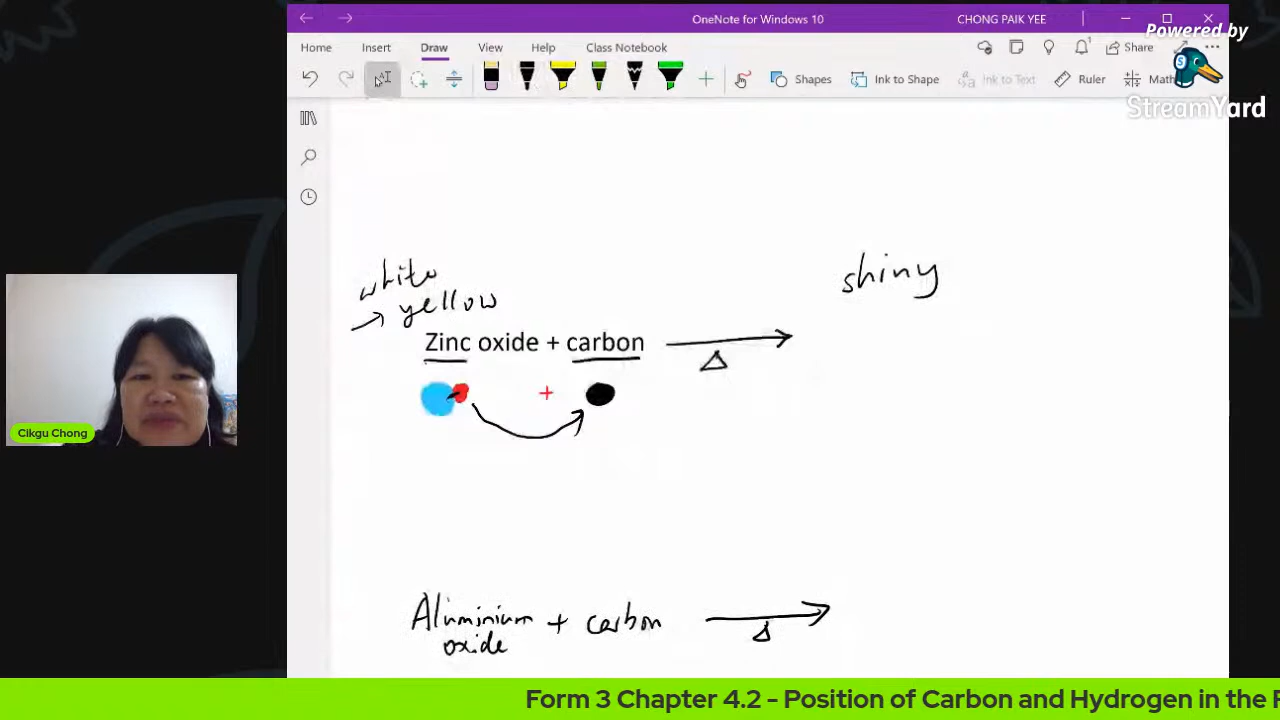 OneNote for Windows 10
CHONG PAIK YEE
Powered by
StreamYard
Home Insert Draw View Help Class Notebook
Share
Shapes Ink to Shape Ink to Text Ruler Math
white
→ yellow
shiny
Zinc oxide + carbon
Δ
+
Aluminium + carbon
oxide
Δ
Cikgu Chong
Form 3 Chapter 4.2 - Position of Carbon and Hydrogen in the